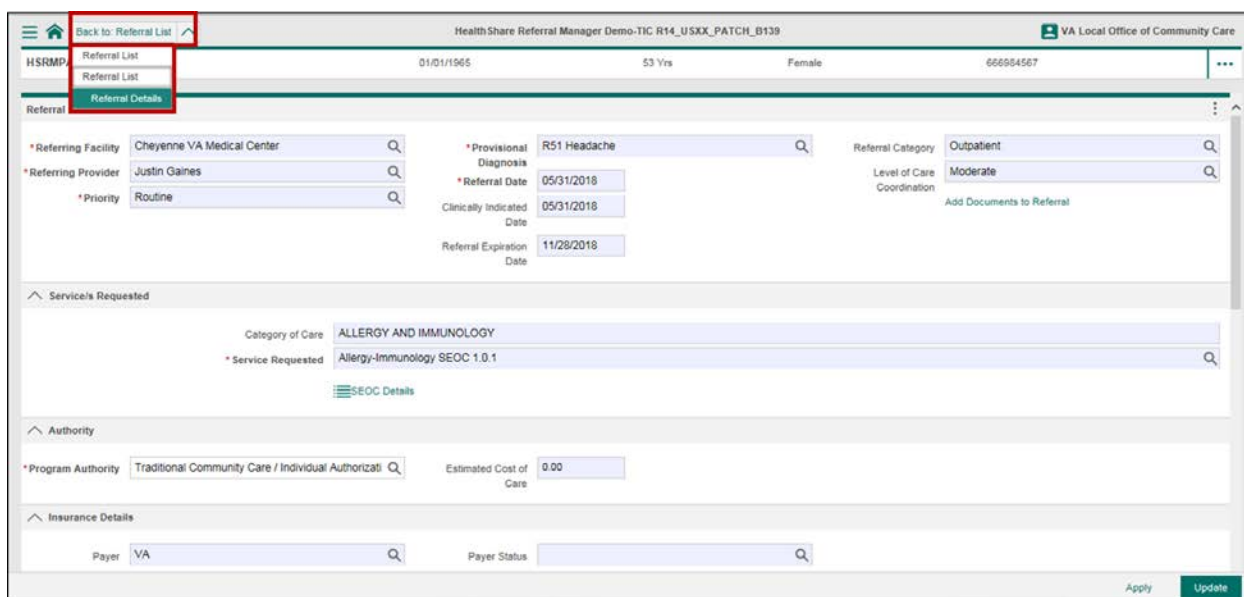 Back to: Referral List HealthShare Referral Manager Demo-TIC R14_USXX_PATCH_B139 VA Local Office of Community Care
Referral List
HSRMPA 01/01/1965 53 Yrs Female 666984567
Referral List
Referral Details
Referral
*Referring Facility Cheyenne VA Medical Center *Provisional Diagnosis R51 Headache Referral Category Outpatient
*Referring Provider Justin Gaines *Referral Date 05/31/2018 Level of Care Coordination Moderate
*Priority Routine Clinically Indicated Date 05/31/2018 Add Documents to Referral
Referral Expiration Date 11/28/2018
Service/s Requested
Category of Care ALLERGY AND IMMUNOLOGY
*Service Requested Allergy-Immunology SEOC 1.0.1
SEOC Details
Authority
*Program Authority Traditional Community Care / Individual Authorizati Estimated Cost of Care 0.00
Insurance Details
Payer VA Payer Status
Apply Update